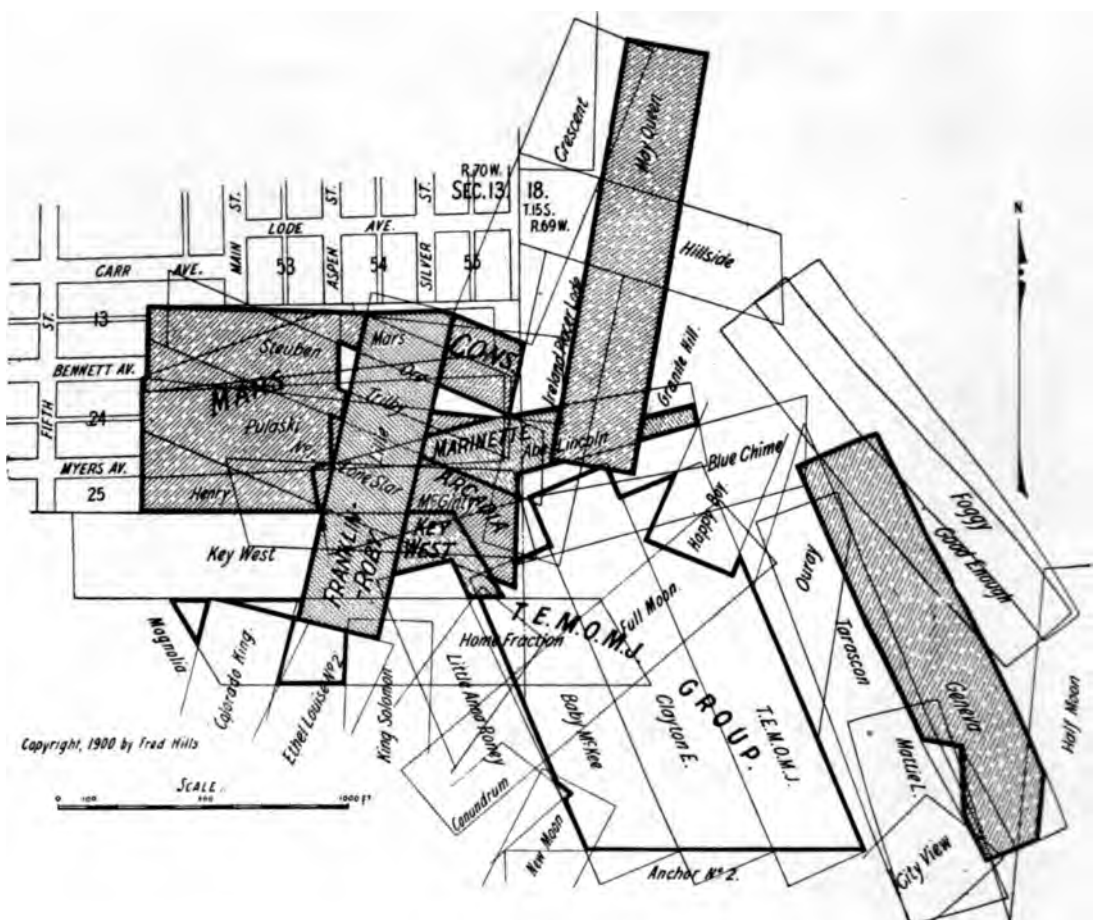 Crescent
May Queen
R.70W.
SEC. 13. 18.
T.15S.
R.69W.
N
MAIN ST.
ASPEN ST.
SILVER ST.
LODE AVE.
53 54 55
CARR AVE.
Hillside
FIFTH ST.
13
BENNETT AV.
24
MYERS AV.
25
Steuben
MARS
Pulaski
Henry
Mars
CONS.
Trilby
Lone Star
MARINETTE
Abe Lincoln
Granite Hill.
ARCADIA
McGinty
KEY WEST
Key West
FRANKLIN-
-ROBY
Blue Chime
Happy Boy
Foggy
Good Enough
Ouray
Tarascon
Geneva
Half Moon
Mattie L.
City View
Magnolia
Colorado King
Ethel Louise No 2
King Solomon
Little Anna Roney
Home Fraction
T.E.M.O.M.J.
GROUP.
Full Moon.
Baby McKee
Clayton E.
T.E.M.O.M.J.
Conundrum
New Moon
Anchor No 2.
Copyright, 1900 by Fred Hills
SCALE.
0 100 500 1000 ft